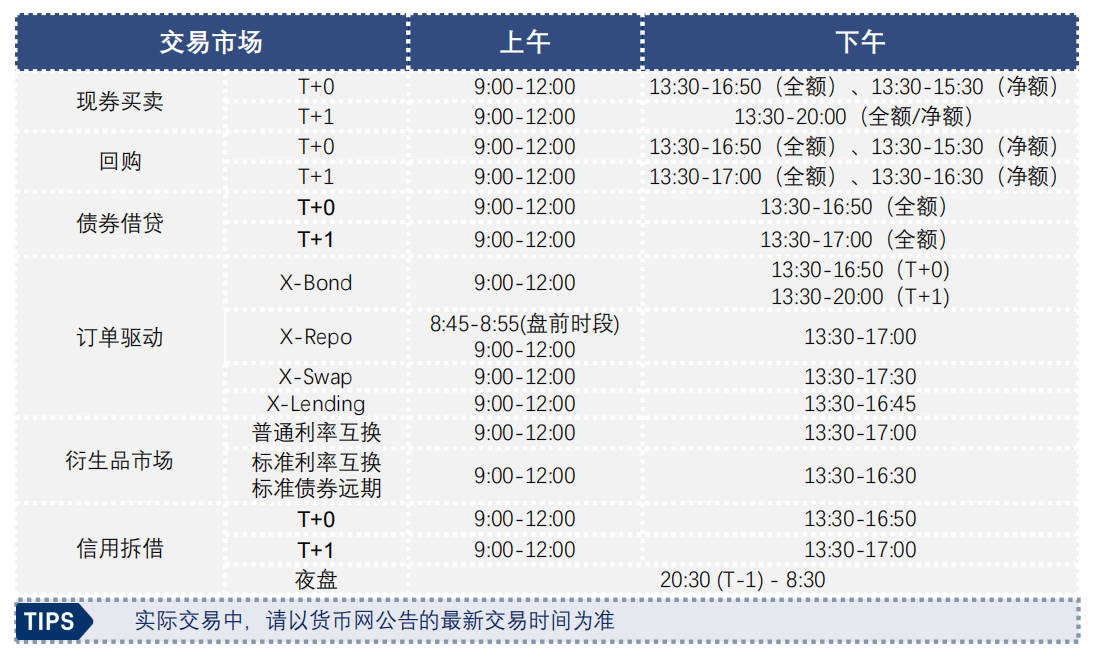 交易市场 上午 下午
现券买卖 T+0 9:00-12:00 13:30-16:50（全额）、13:30-15:30（净额）
T+1 9:00-12:00 13:30-20:00（全额/净额）
回购 T+0 9:00-12:00 13:30-16:50（全额）、13:30-15:30（净额）
T+1 9:00-12:00 13:30-17:00（全额）、13:30-16:30（净额）
债券借贷 T+0 9:00-12:00 13:30-16:50（全额）
T+1 9:00-12:00 13:30-17:00（全额）
订单驱动 X-Bond 9:00-12:00 13:30-16:50（T+0)
13:30-20:00（T+1)
X-Repo 8:45-8:55(盘前时段) 13:30-17:00
9:00-12:00
X-Swap 9:00-12:00 13:30-17:30
X-Lending 9:00-12:00 13:30-16:45
衍生品市场 普通利率互换 9:00-12:00 13:30-17:00
标准利率互换 9:00-12:00 13:30-16:30
标准债券远期
信用拆借 T+0 9:00-12:00 13:30-16:50
T+1 9:00-12:00 13:30-17:00
夜盘 20:30 (T-1) - 8:30
TIPS 实际交易中，请以货币网公告的最新交易时间为准